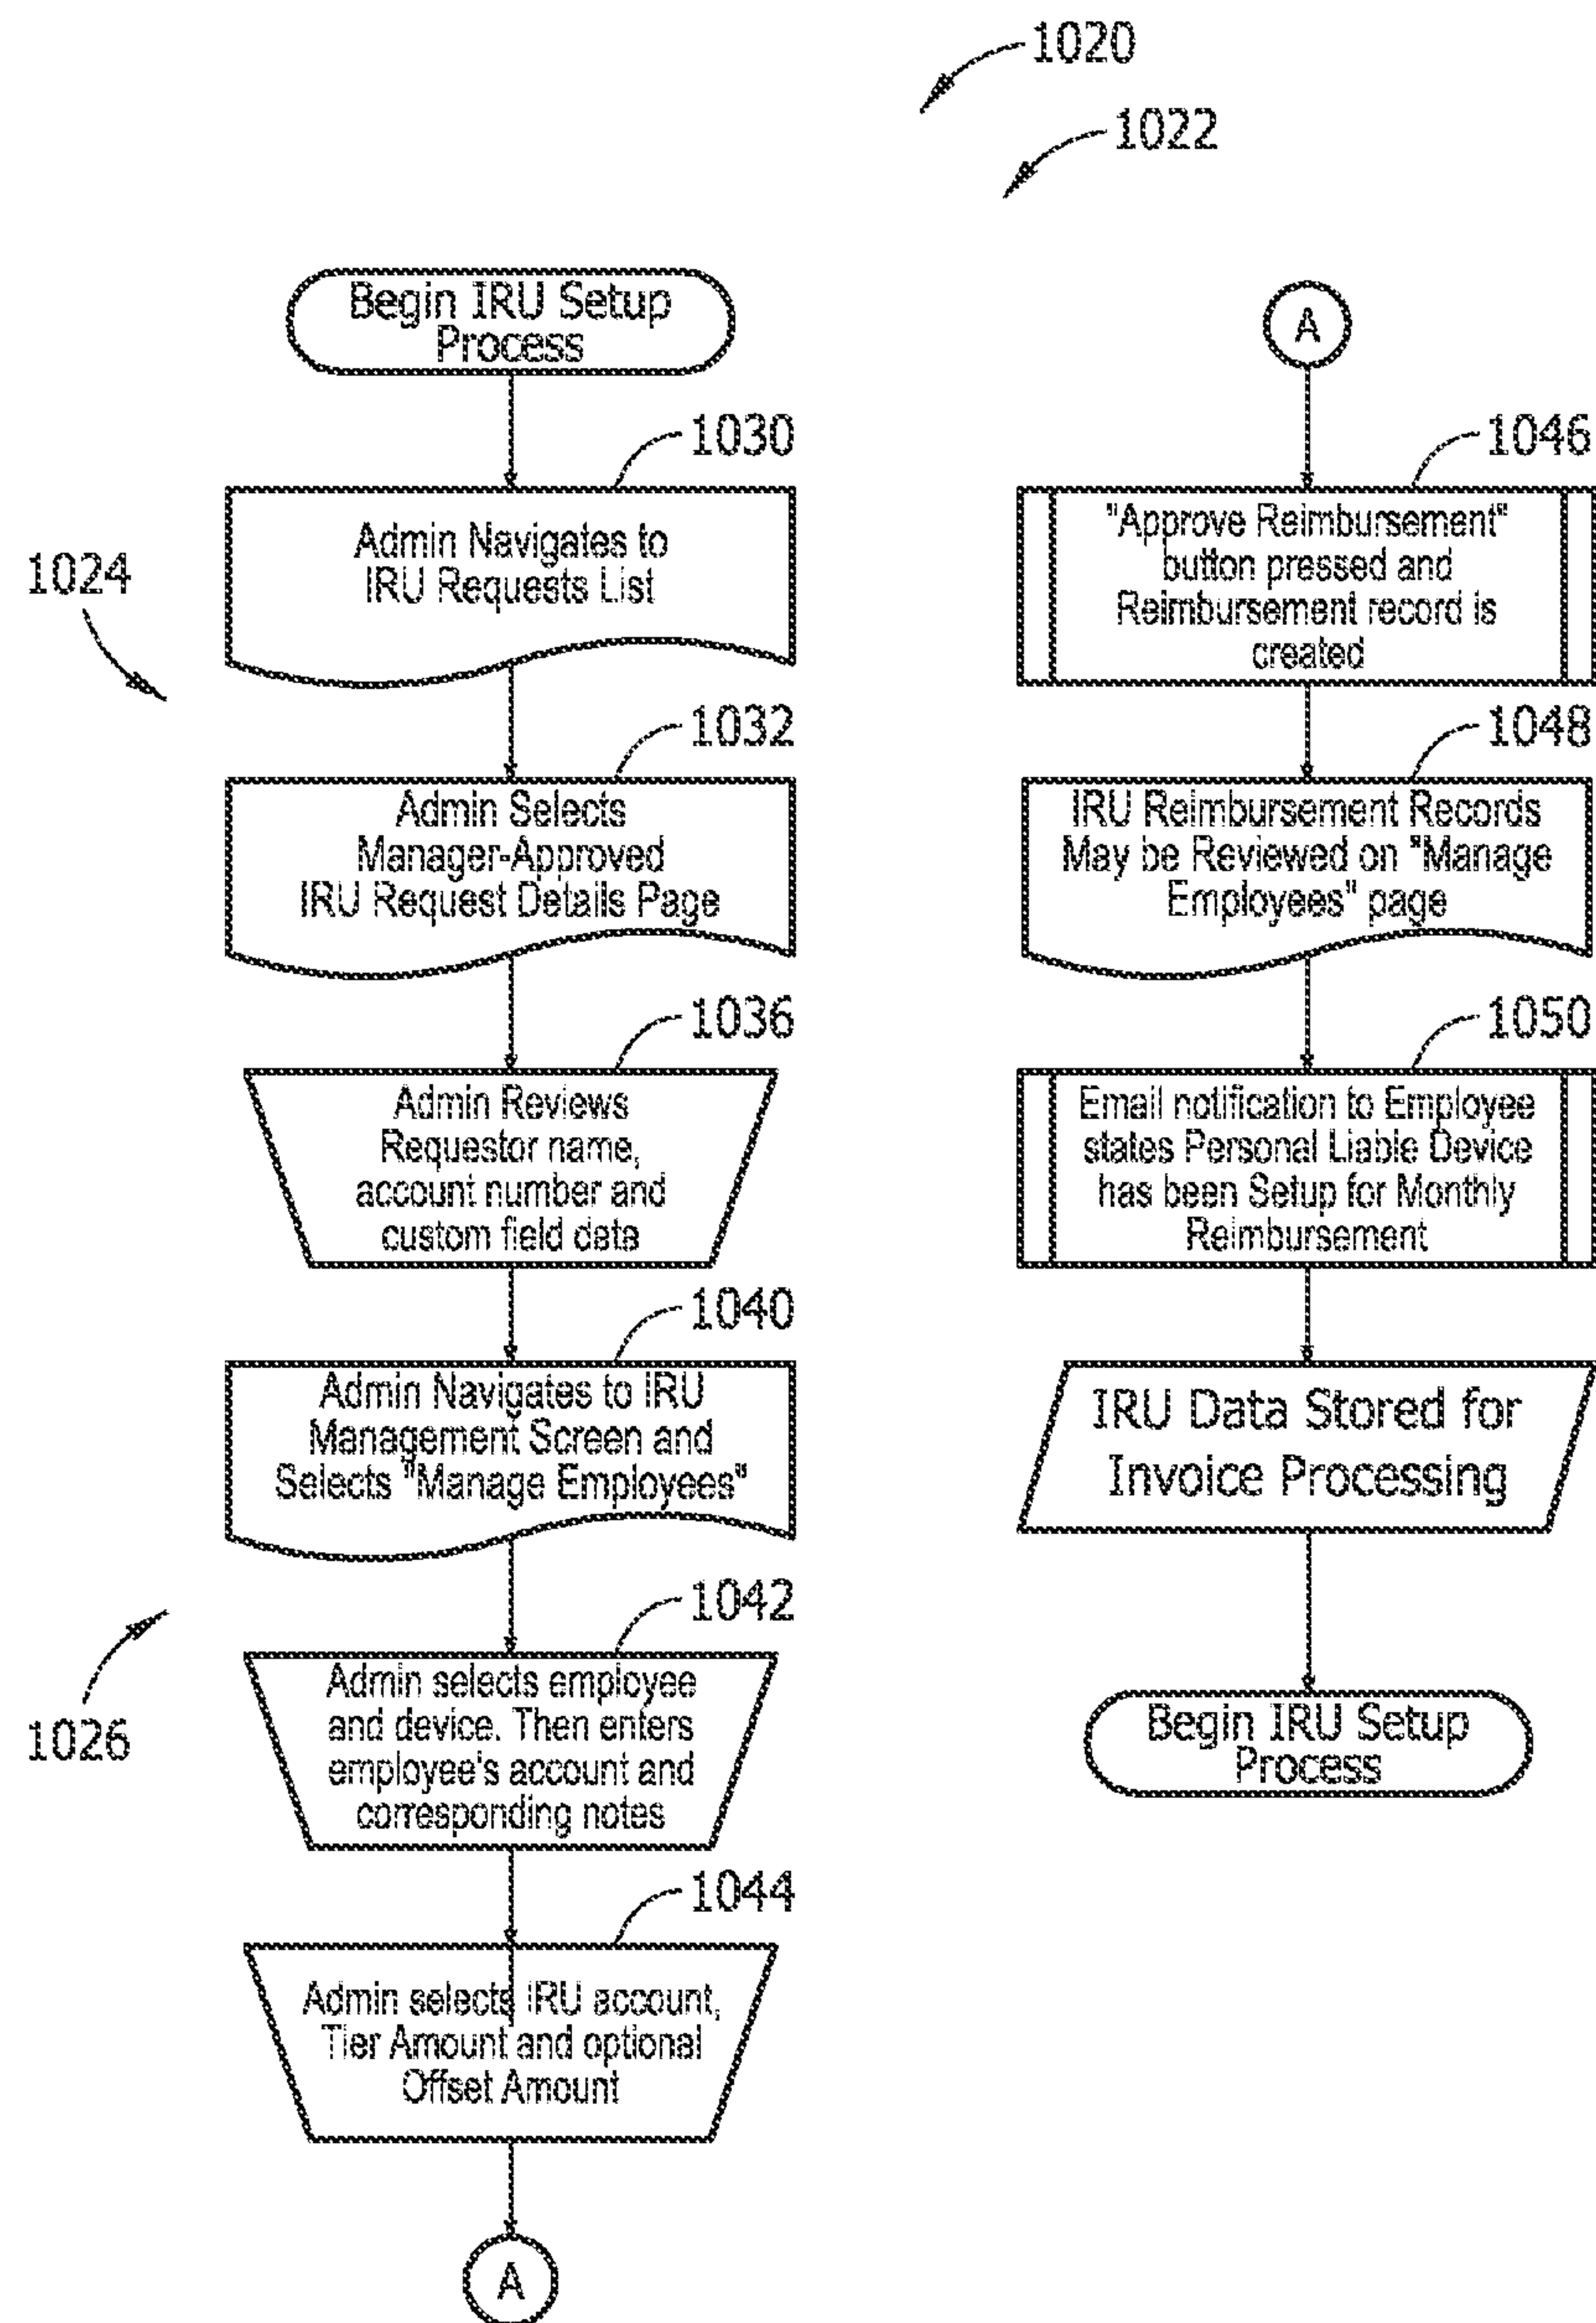 1020
1022
Begin IRU Setup
Process
1030
Admin Navigates to
IRU Requests List
1024
1032
Admin Selects
Manager-Approved
IRU Request Details Page
1036
Admin Reviews
Requestor name,
account number and
custom field data
1040
Admin Navigates to IRU
Management Screen and
Selects "Manage Employees"
1042
Admin selects employee
and device. Then enters
employee's account and
corresponding notes
1026
1044
Admin selects IRU account,
Tier Amount and optional
Offset Amount
A
A
1046
"Approve Reimbursement"
button pressed and
Reimbursement record is
created
1048
IRU Reimbursement Records
May be Reviewed on "Manage
Employees" page
1050
Email notification to Employee
states Personal Liable Device
has been Setup for Monthly
Reimbursement
IRU Data Stored for
Invoice Processing
Begin IRU Setup
Process